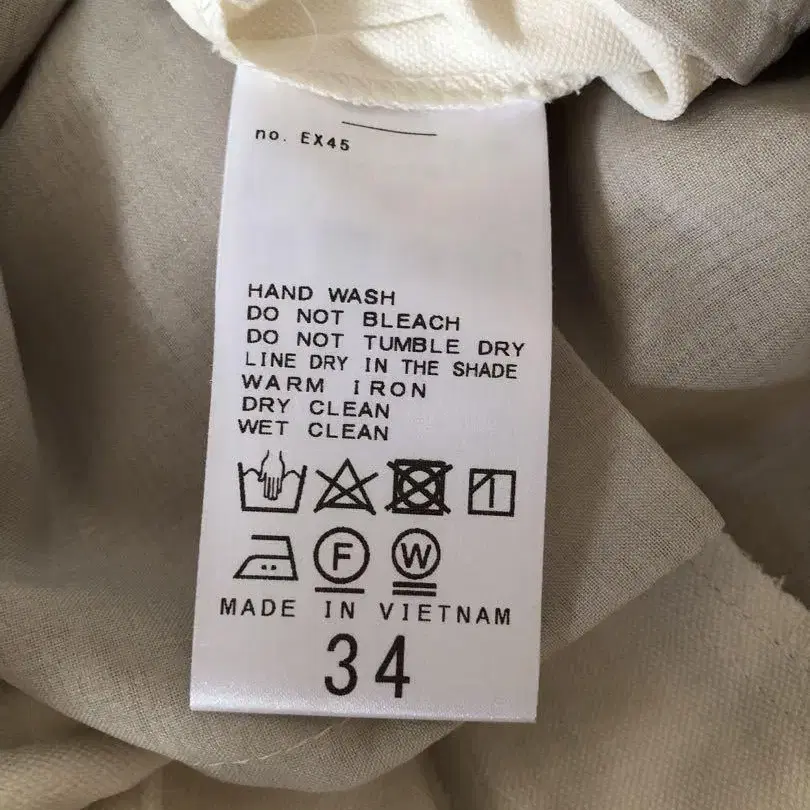 no. EX45
HAND WASH
DO NOT BLEACH
DO NOT TUMBLE DRY
LINE DRY IN THE SHADE
WARM IRON
DRY CLEAN
WET CLEAN
F W
MADE IN VIETNAM
34